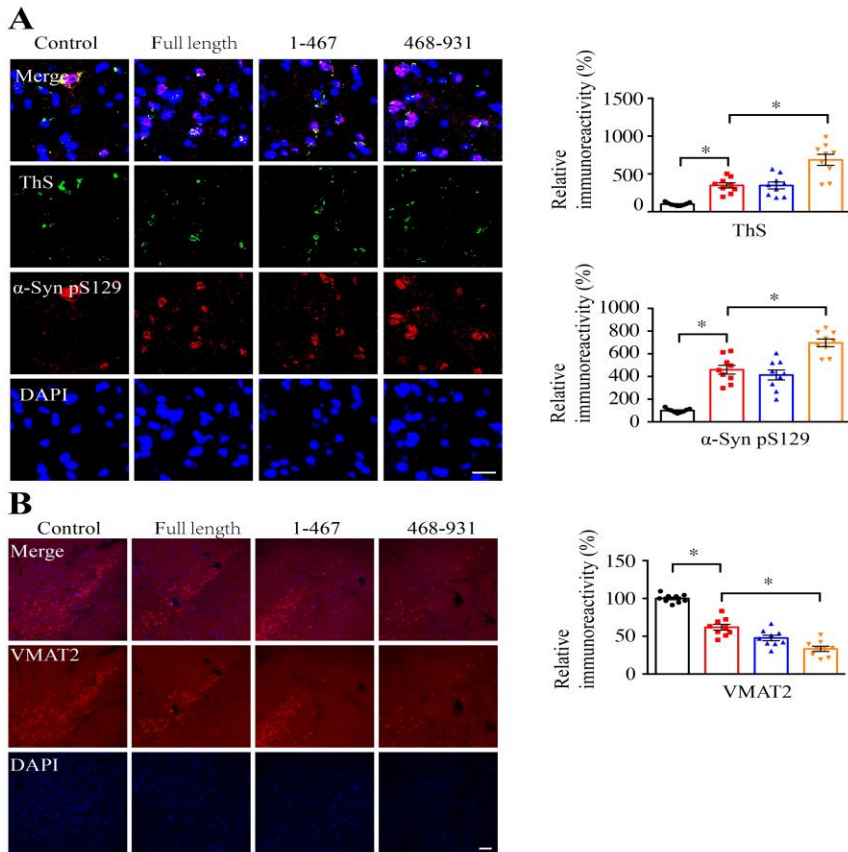 A
Control Full length 1-467 468-931
Merge
ThS
α-Syn pS129
DAPI
Relative
immunoreactivity (%)
1500
1000
500
0
*
*
ThS
Relative
immunoreactivity (%)
1000
800
600
400
200
0
*
*
α-Syn pS129
B
Control Full length 1-467 468-931
Merge
VMAT2
DAPI
Relative
immunoreactivity (%)
150
100
50
0
*
*
VMAT2